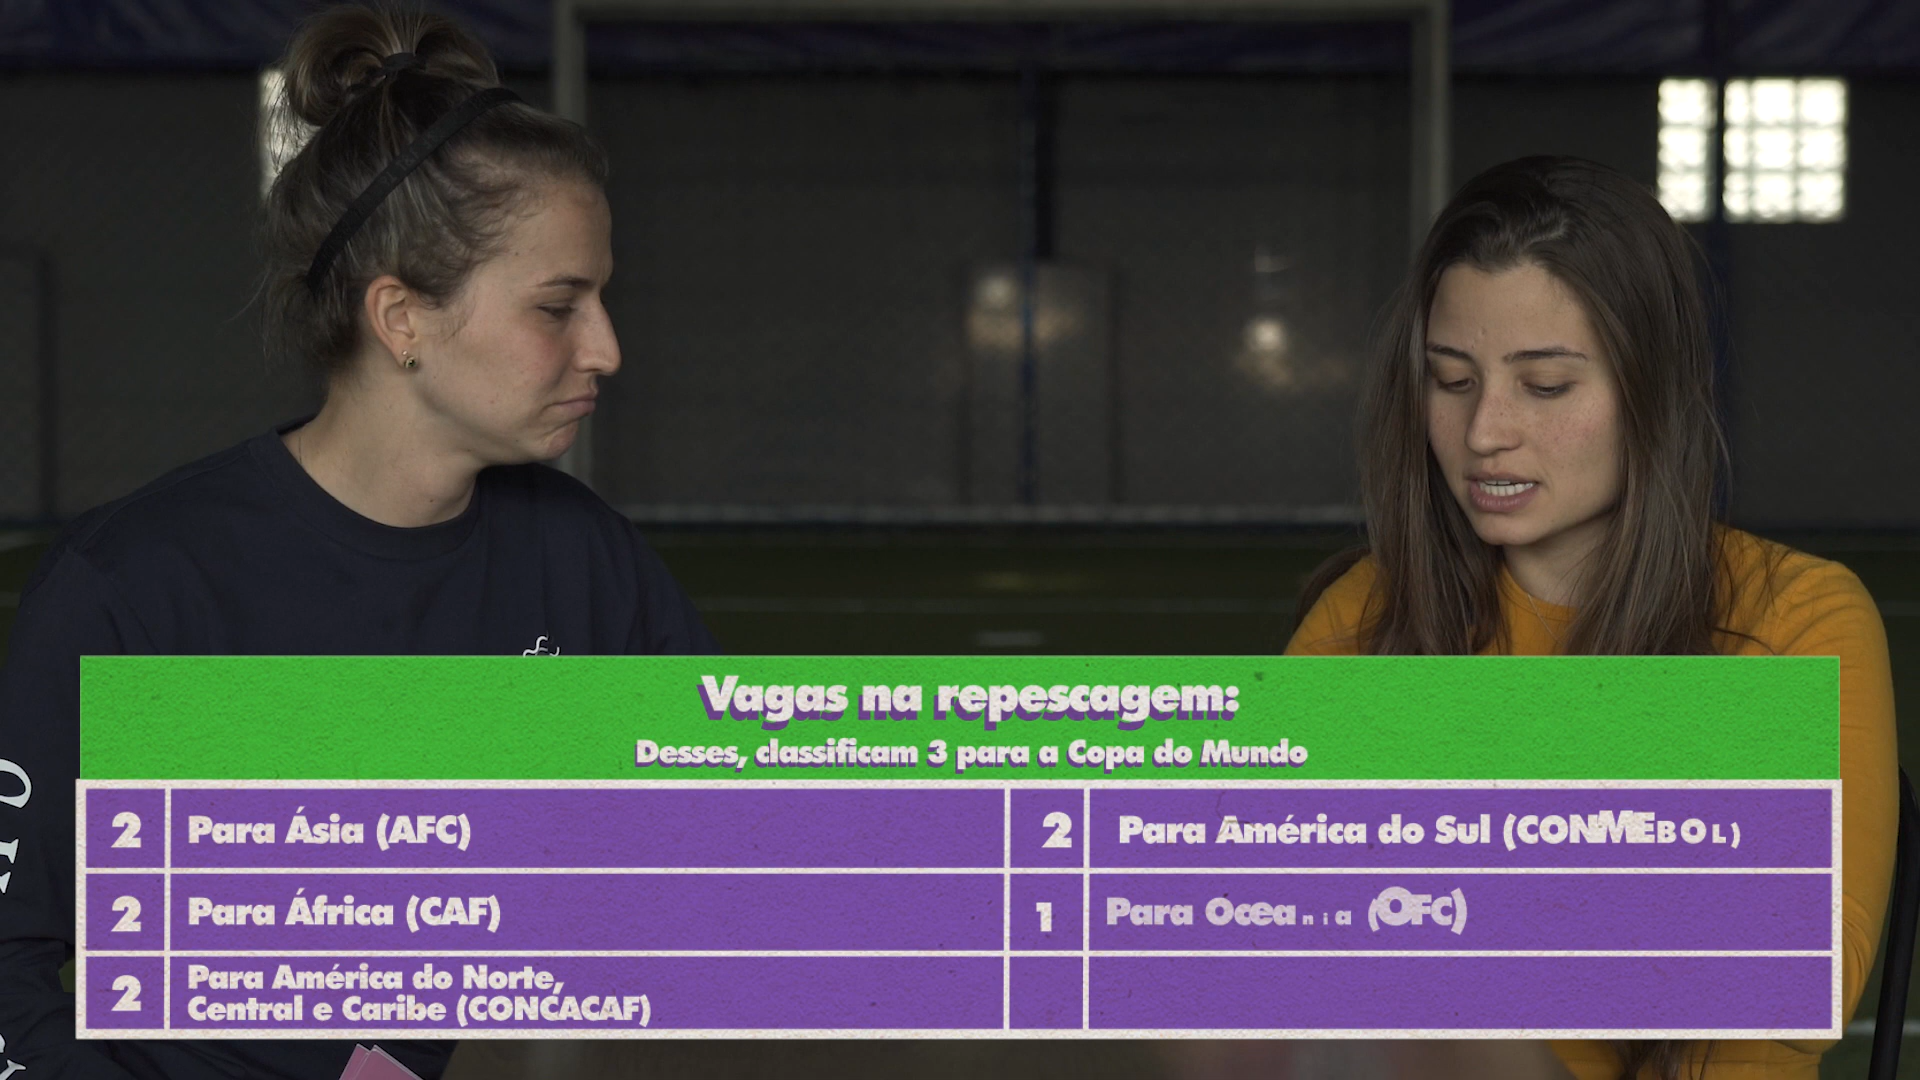 Vagas na repescagem:
Desses, classificam 3 para a Copa do Mundo
2 Para Ásia (AFC)
2 Para América do Sul (CONMEBOL)
2 Para África (CAF)
1 Para Oceania (OFC)
2 Para América do Norte,
Central e Caribe (CONCACAF)